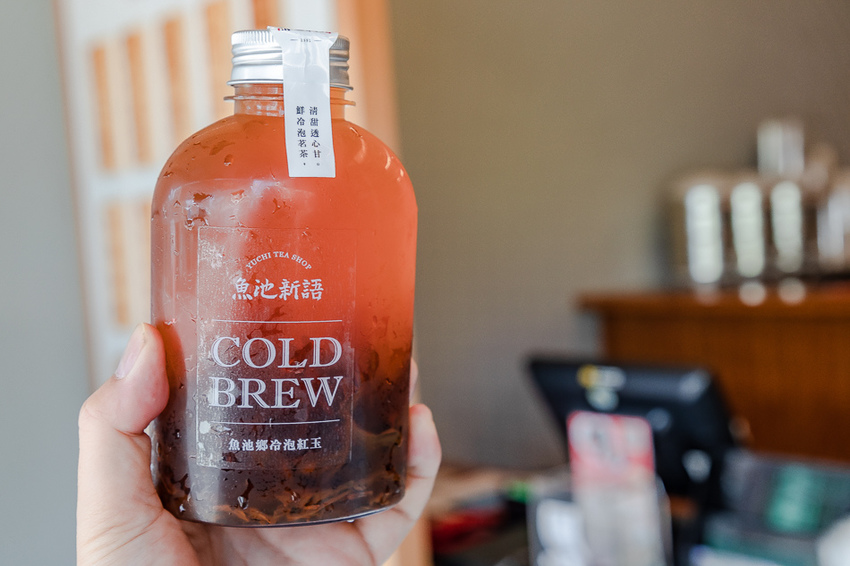 鮮冷泡茗茶，
清甜透心甘。
YUCHI TEA SHOP
魚池新語
COLD
BREW
魚池鄉冷泡紅玉